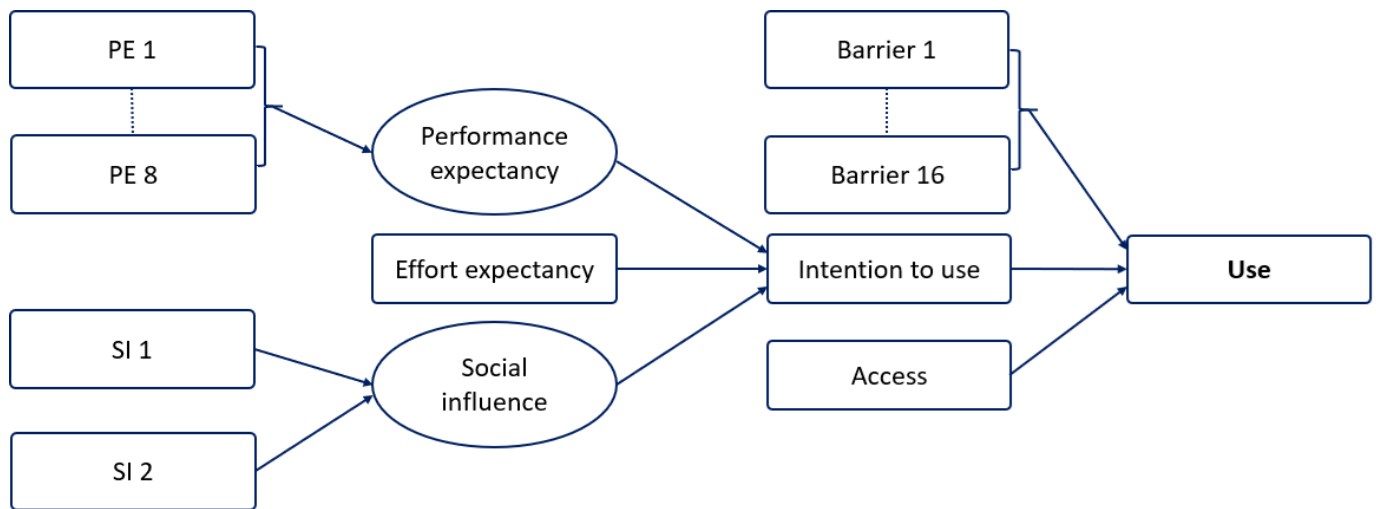 PE 1
PE 8
Performance
expectancy
Effort expectancy
SI 1
SI 2
Social
influence
Barrier 1
Barrier 16
Intention to use
Access
Use